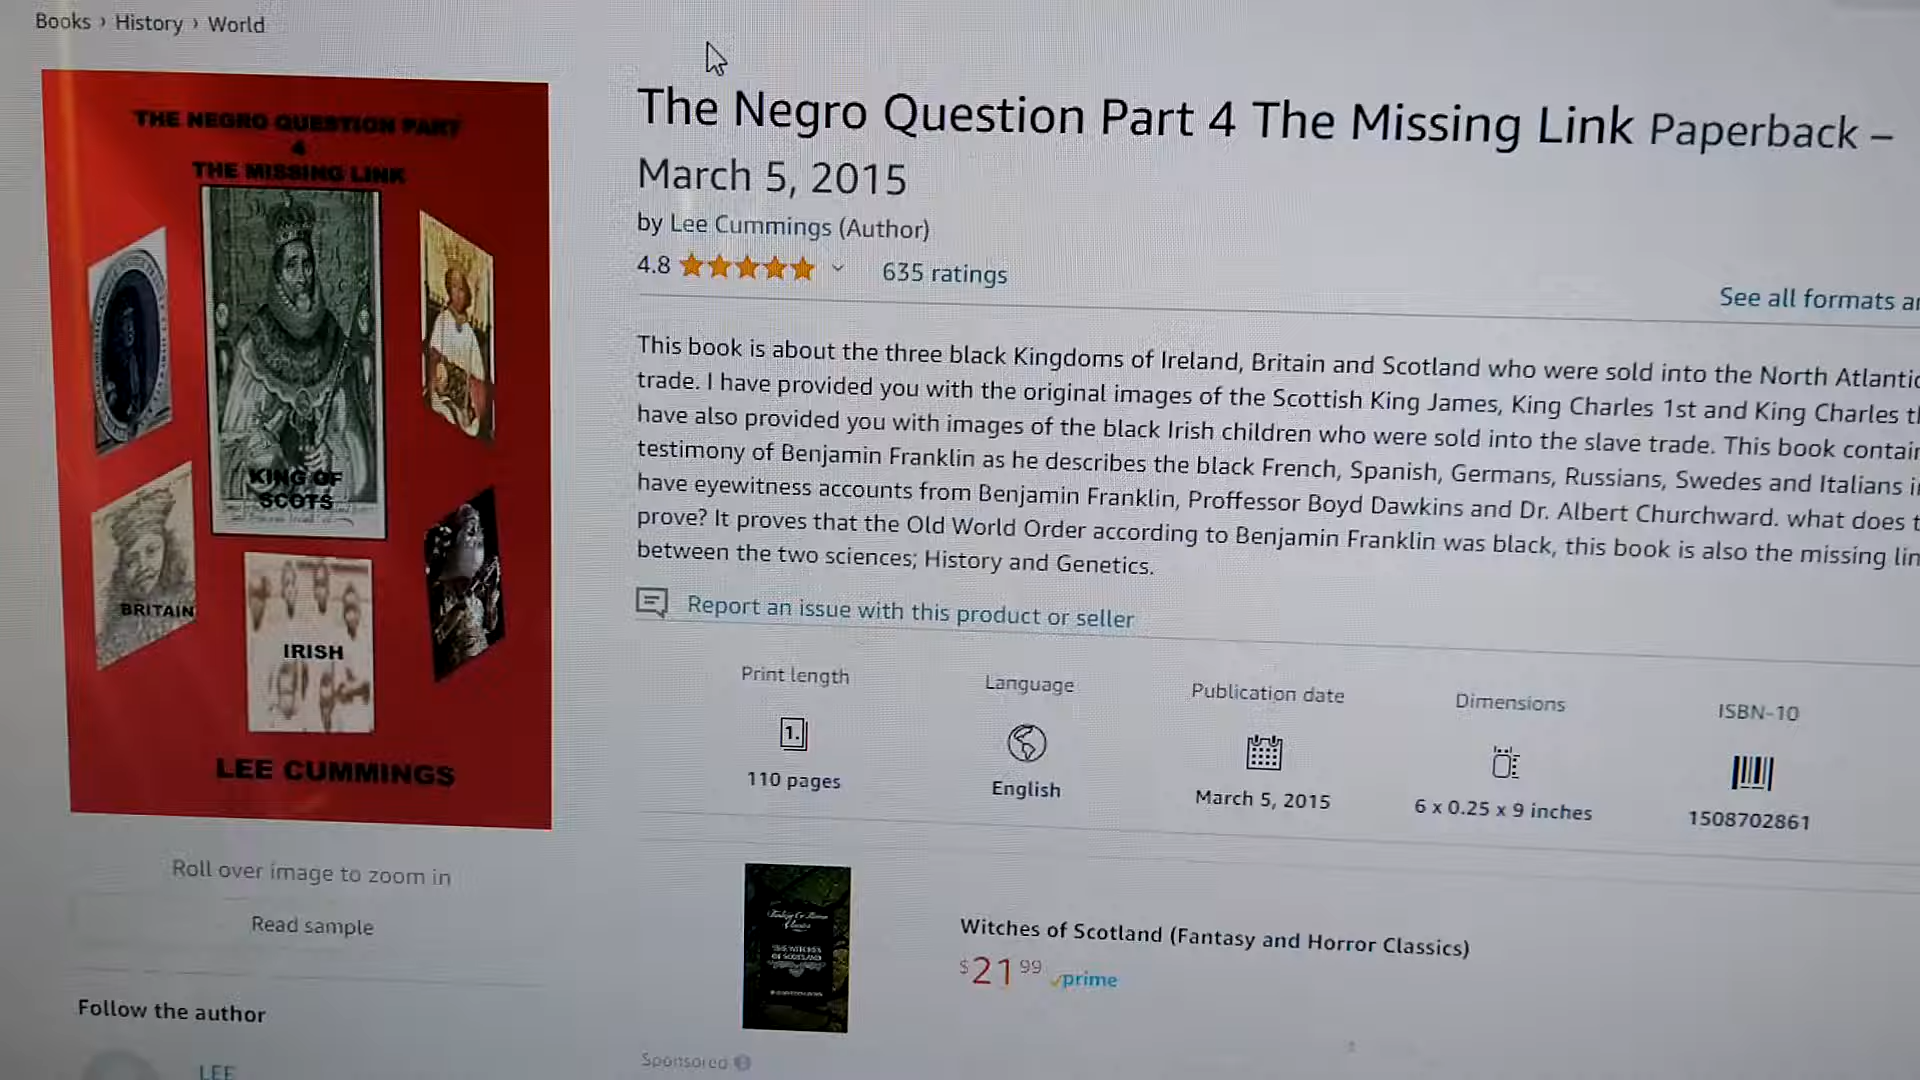 Books › History › World
THE NEGRO QUESTION PART
4
THE MISSING LINK
KING OF
SCOTS
BRITAIN
IRISH
LEE CUMMINGS
Roll over image to zoom in
Read sample
Follow the author
LEE
The Negro Question Part 4 The Missing Link Paperback –
March 5, 2015
by Lee Cummings (Author)
4.8
635 ratings
See all formats
This book is about the three black Kingdoms of Ireland, Britain and Scotland who were sold into the North Atlantic
trade. I have provided you with the original images of the Scottish King James, King Charles 1st and King Charles
have also provided you with images of the black Irish children who were sold into the slave trade. This book
testimony of Benjamin Franklin as he describes the black French, Spanish, Germans, Russians, Swedes and Italians
have eyewitness accounts from Benjamin Franklin, Proffessor Boyd Dawkins and Dr. Albert Churchward. what does
prove? It proves that the Old World Order according to Benjamin Franklin was black, this book is also the missing
between the two sciences; History and Genetics.
Report an issue with this product or seller
Print length
1.
110 pages
Language
English
Publication date
March 5, 2015
Dimensions
6 x 0.25 x 9 inches
ISBN-10
1508702861
THE WITCHES
OF SCOTLAND
Witches of Scotland (Fantasy and Horror Classics)
$21 99 prime
Sponsored